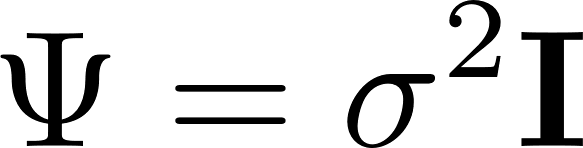 Ψ = σ²𝐈